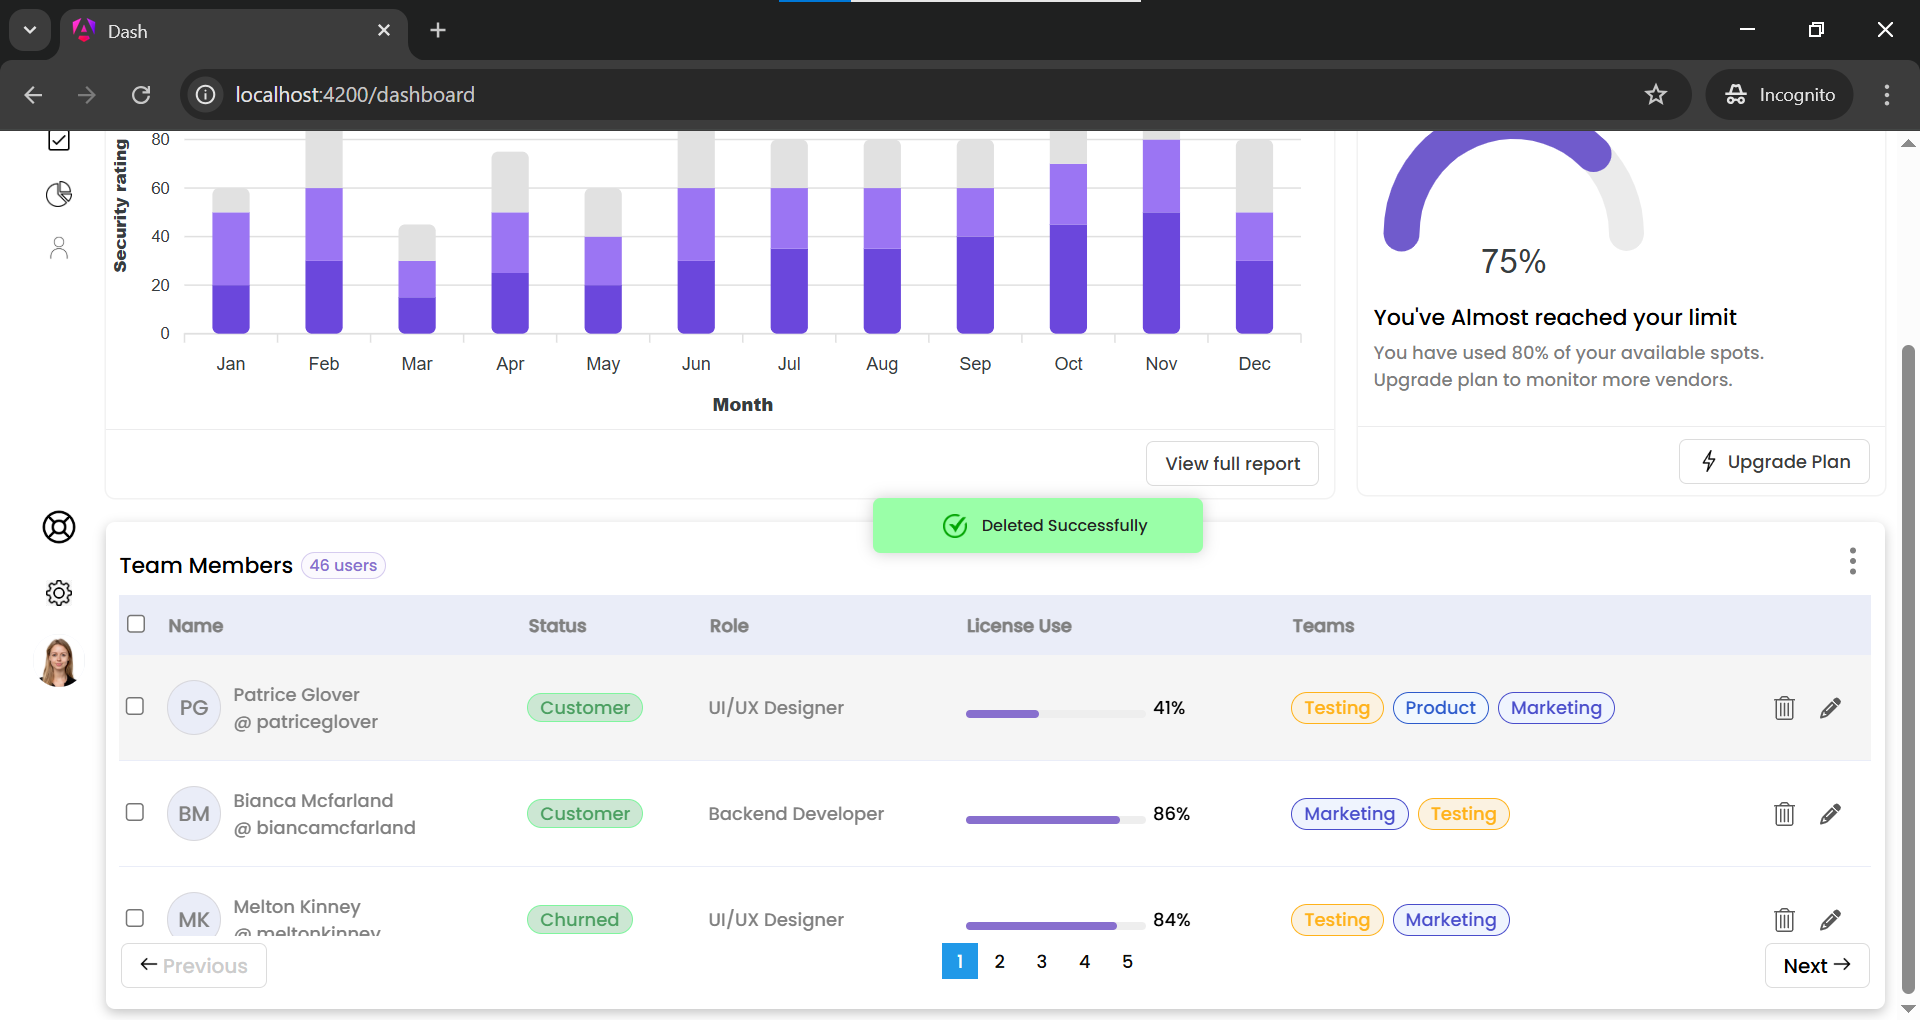 Dash
localhost:4200/dashboard
Incognito
Security rating
80
60
40
20
0
Jan Feb Mar Apr May Jun Jul Aug Sep Oct Nov Dec
Month
View full report
75%
You've Almost reached your limit
You have used 80% of your available spots.
Upgrade plan to monitor more vendors.
Upgrade Plan
Deleted Successfully
Team Members 46 users
Name Status Role License Use Teams
PG Patrice Glover Customer UI/UX Designer 41% Testing Product Marketing
@ patriceglover
BM Bianca Mcfarland Customer Backend Developer 86% Marketing Testing
@ biancamcfarland
MK Melton Kinney Churned UI/UX Designer 84% Testing Marketing
@ meltonkinney
Previous 1 2 3 4 5 Next